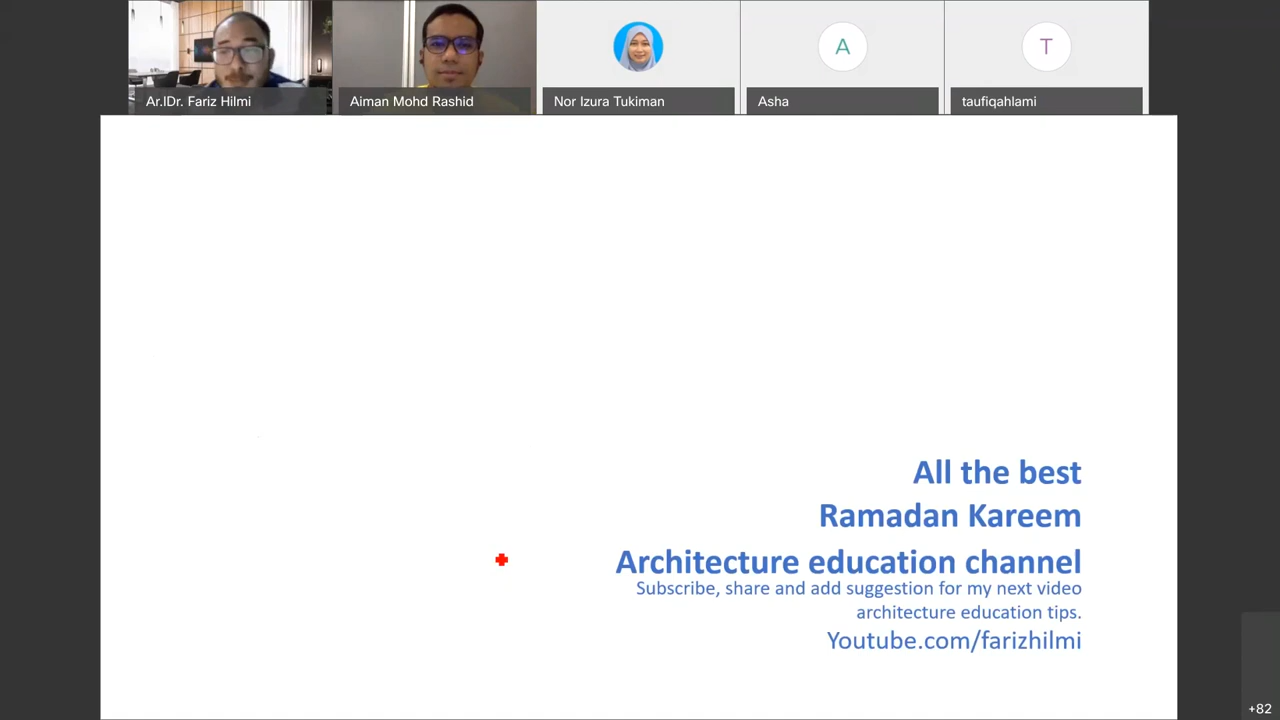 Ar.IDr. Fariz Hilmi
Aiman Mohd Rashid
Nor Izura Tukiman
A
Asha
T
taufiqahlami
All the best
Ramadan Kareem
Architecture education channel
Subscribe, share and add suggestion for my next video
architecture education tips.
Youtube.com/farizhilmi
+82